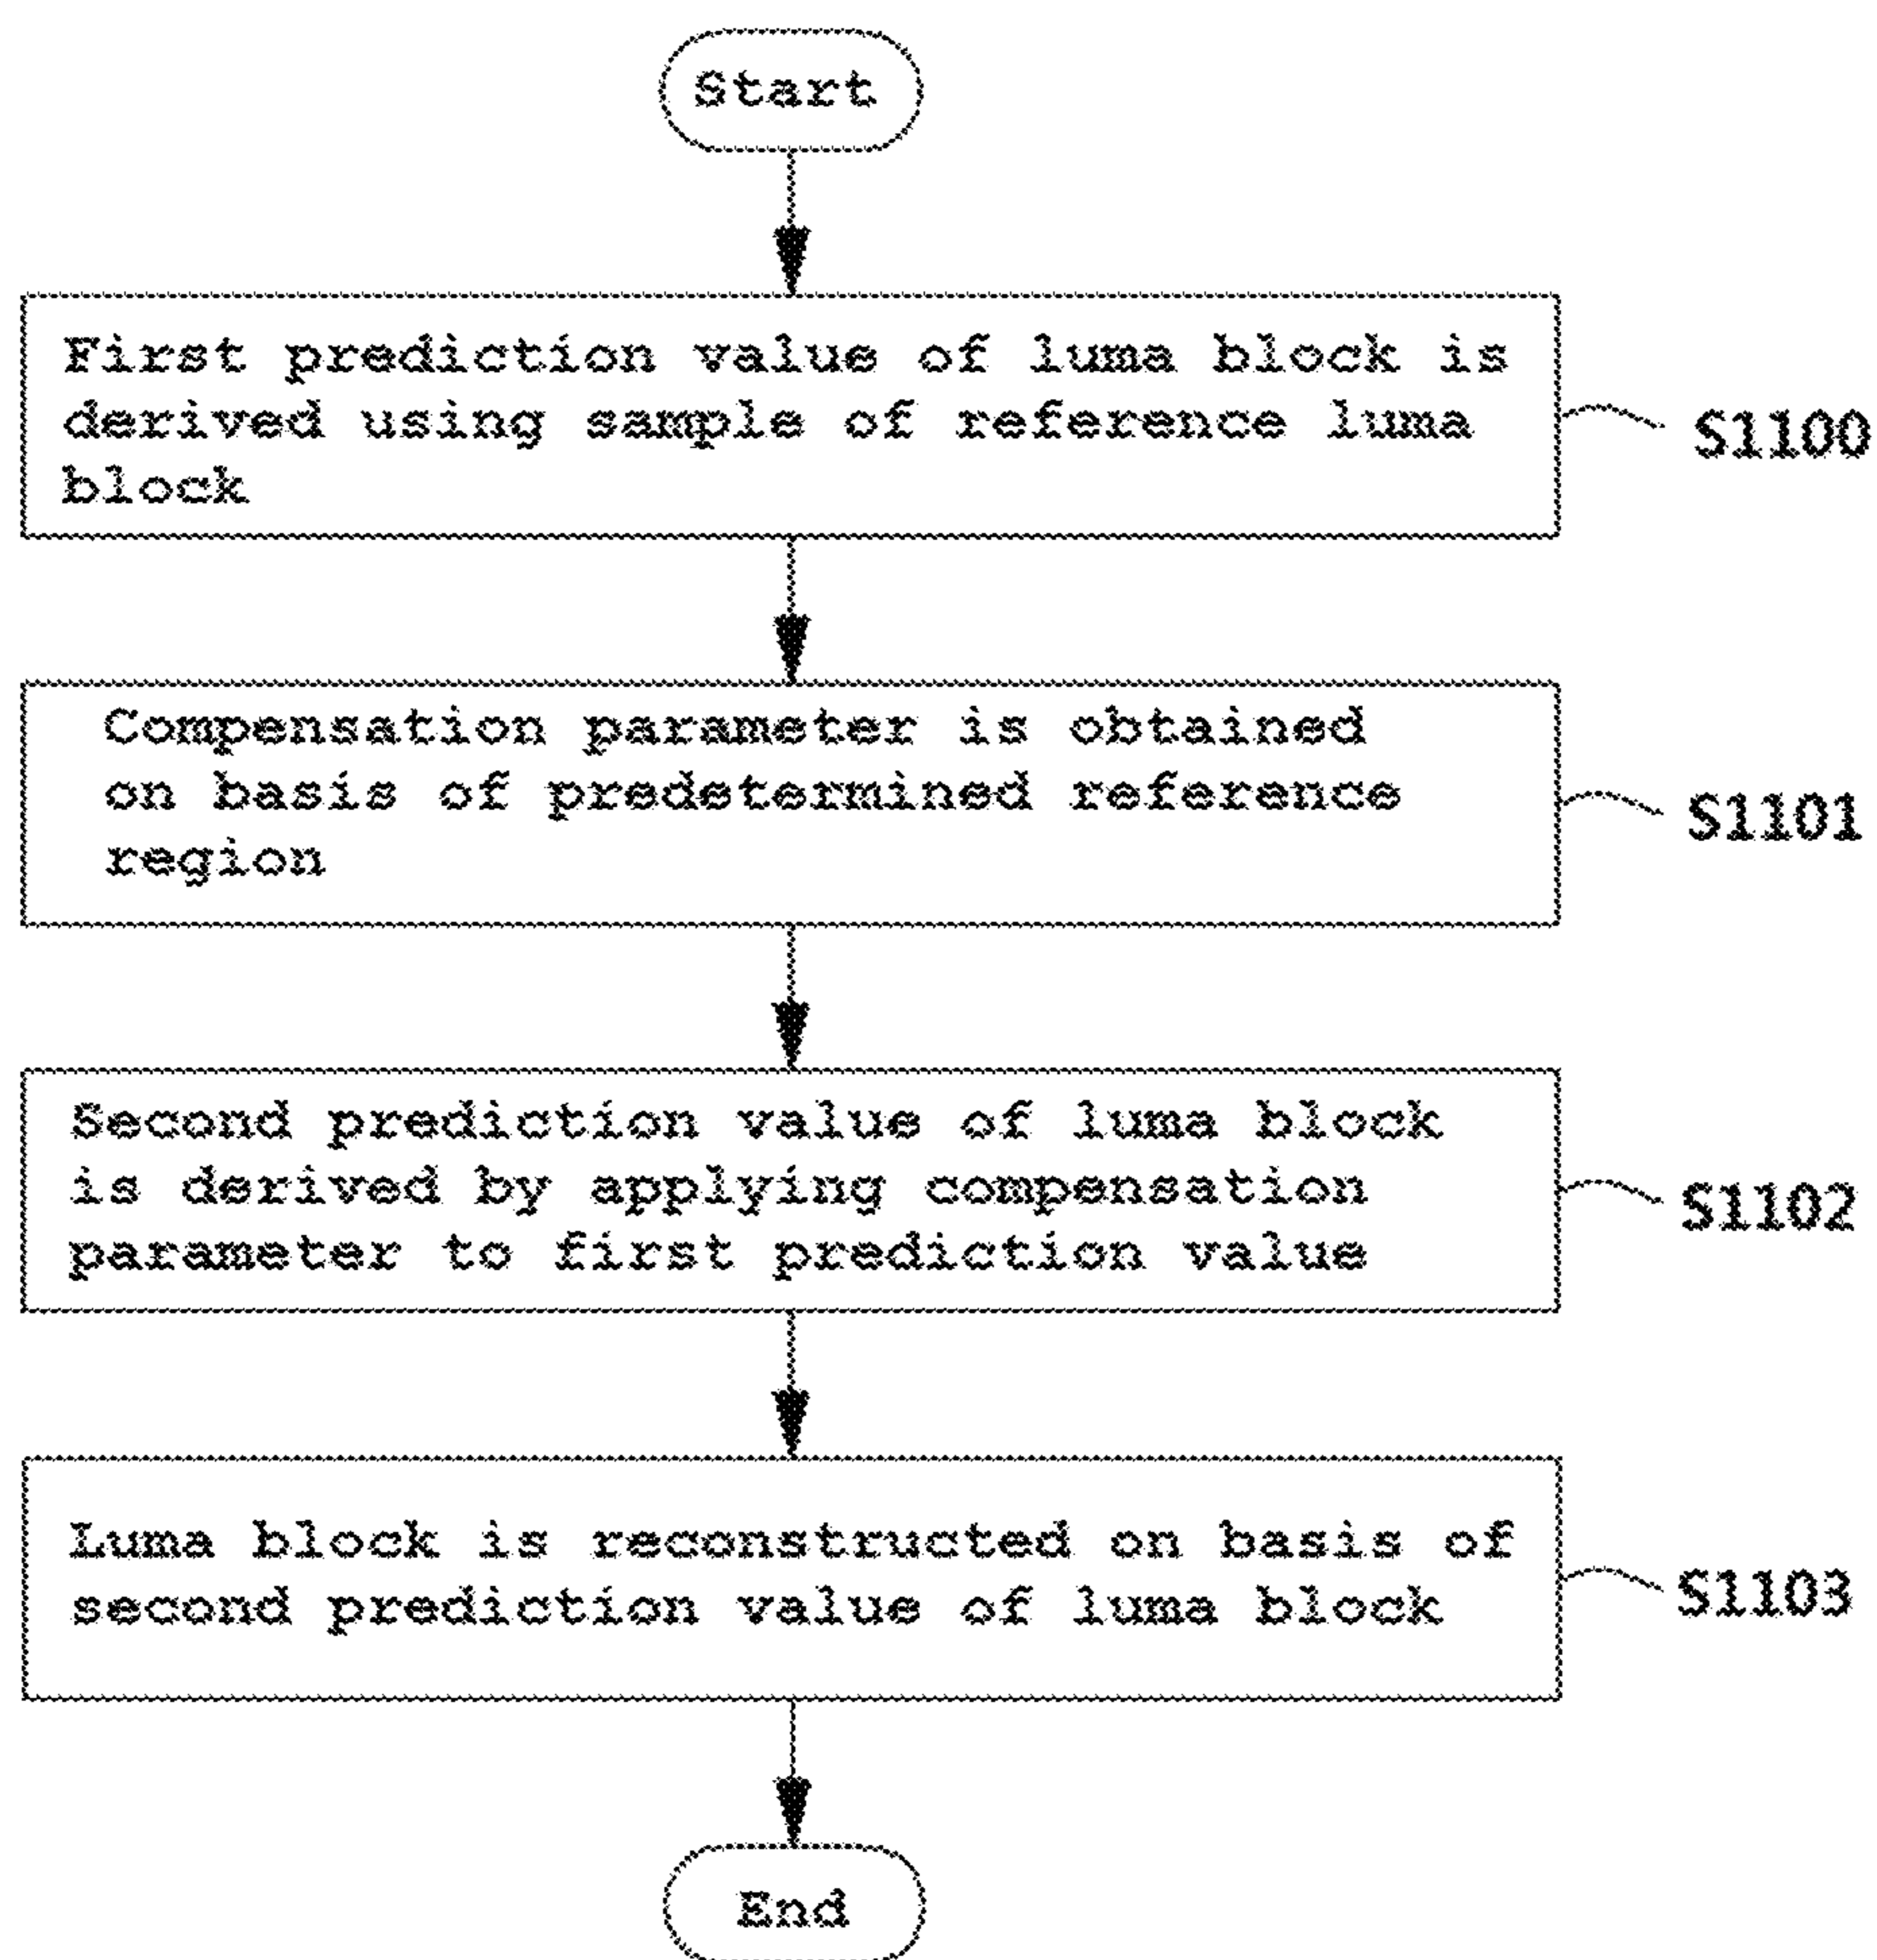 Start
First prediction value of luma block is
derived using sample of reference luma
block
S1100
Compensation parameter is obtained
on basis of predetermined reference
region
S1101
Second prediction value of luma block
is derived by applying compensation
parameter to first prediction value
S1102
Luma block is reconstructed on basis of
second prediction value of luma block
S1103
End